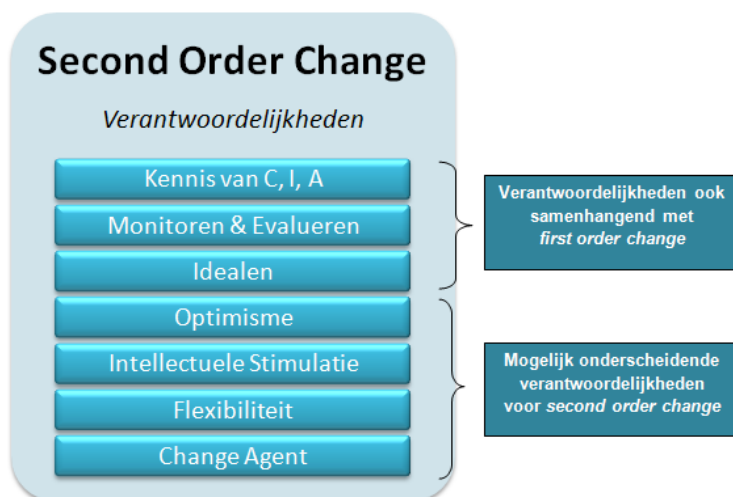 Second Order Change
Verantwoordelijkheden
Kennis van C, I, A
Monitoren & Evalueren
Idealen
Optimisme
Intellectuele Stimulatie
Flexibiliteit
Change Agent
Verantwoordelijkheden ook
samenhangend met
first order change
Mogelijk onderscheidende
verantwoordelijkheden
voor second order change